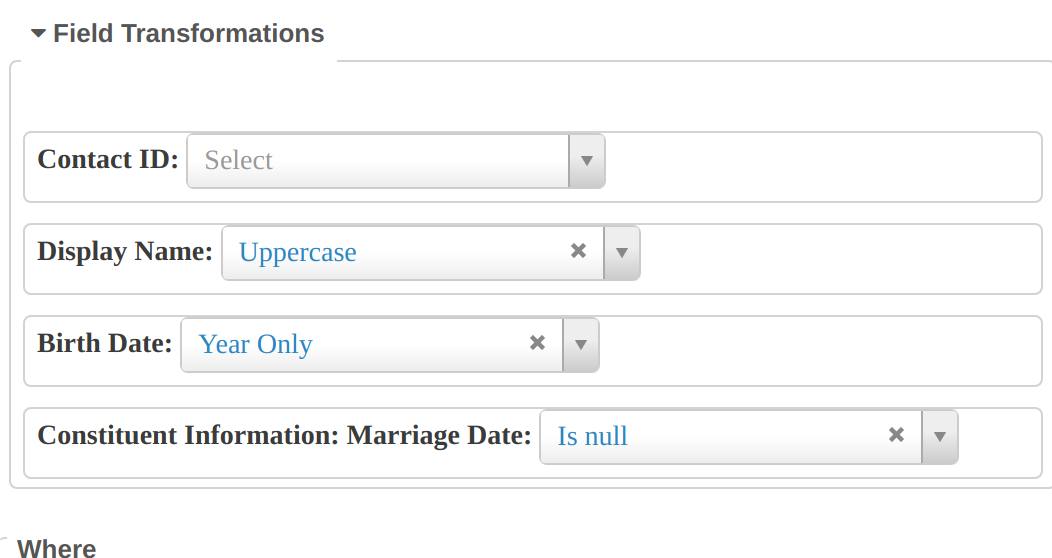 Field Transformations
Contact ID: Select
Display Name: Uppercase
Birth Date: Year Only
Constituent Information: Marriage Date: Is null
Where